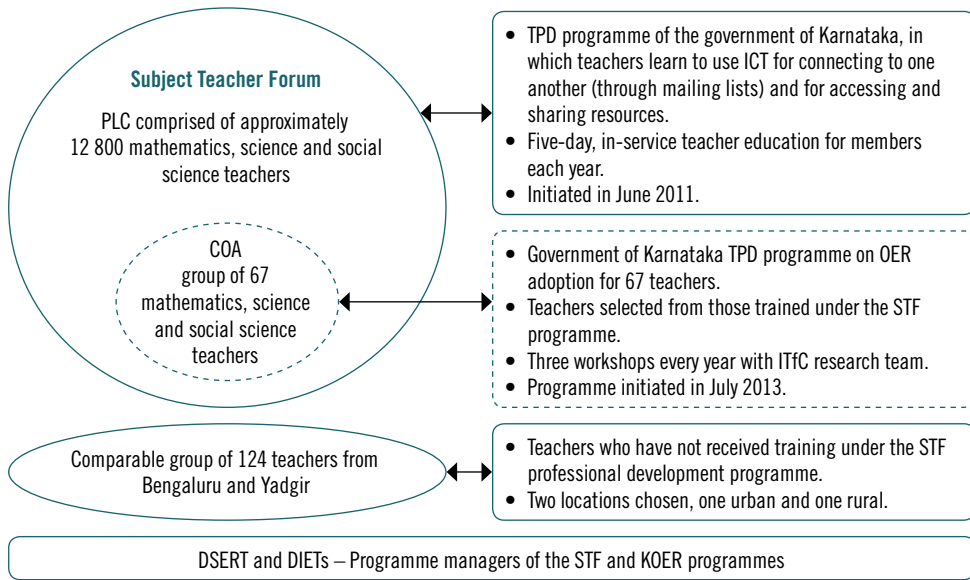 Subject Teacher Forum
PLC comprised of approximately
12 800 mathematics, science and social
science teachers
• TPD programme of the government of Karnataka, in
which teachers learn to use ICT for connecting to one
another (through mailing lists) and for accessing and
sharing resources.
• Five-day, in-service teacher education for members
each year.
• Initiated in June 2011.
COA
group of 67
mathematics, science
and social science
teachers
• Government of Karnataka TPD programme on OER
adoption for 67 teachers.
• Teachers selected from those trained under the STF
programme.
• Three workshops every year with ITfC research team.
• Programme initiated in July 2013.
Comparable group of 124 teachers from
Bengaluru and Yadgir
• Teachers who have not received training under the STF
professional development programme.
• Two locations chosen, one urban and one rural.
DSERT and DIETs – Programme managers of the STF and KOER programmes